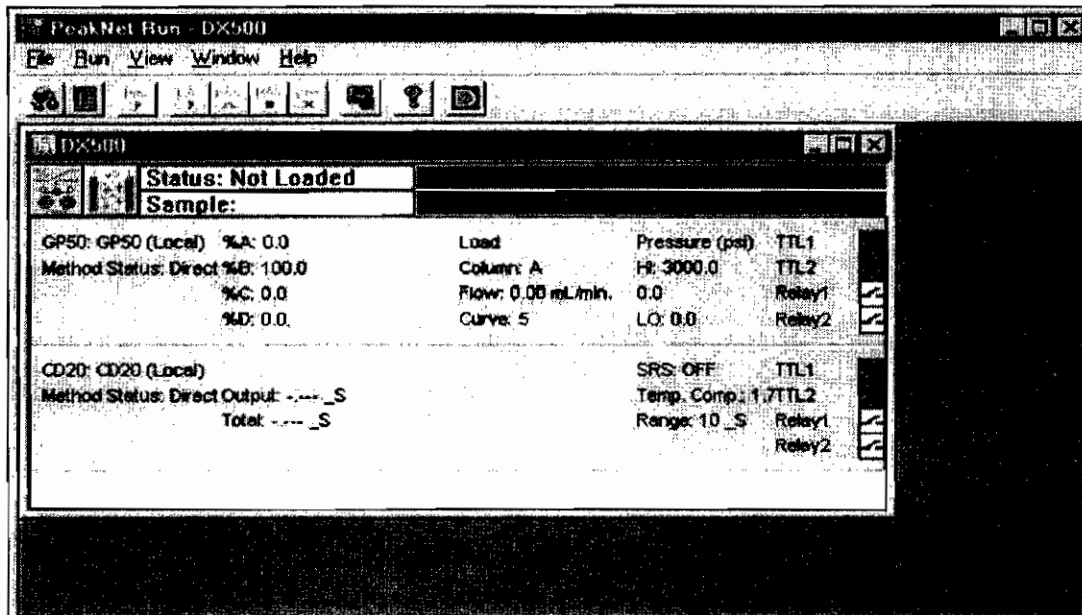 PeakNet Run - DX500
File Run View Window Help
DX500
Status: Not Loaded
Sample:
GP50: GP50 (Local) %A: 0.0 Load Pressure (psi) TTL1
Method Status: Direct %B: 100.0 Column: A HI: 3000.0 TTL2
%C: 0.0 Flow: 0.00 mL/min. 0.0 Relay1
%D: 0.0 Curve: 5 LO: 0.0 Relay2
CD20: CD20 (Local) SRS: OFF TTL1
Method Status: Direct Output: -.--- _S Temp. Comp.: 1.7 TTL2
Total: -.--- _S Range: 10 _S Relay1
Relay2